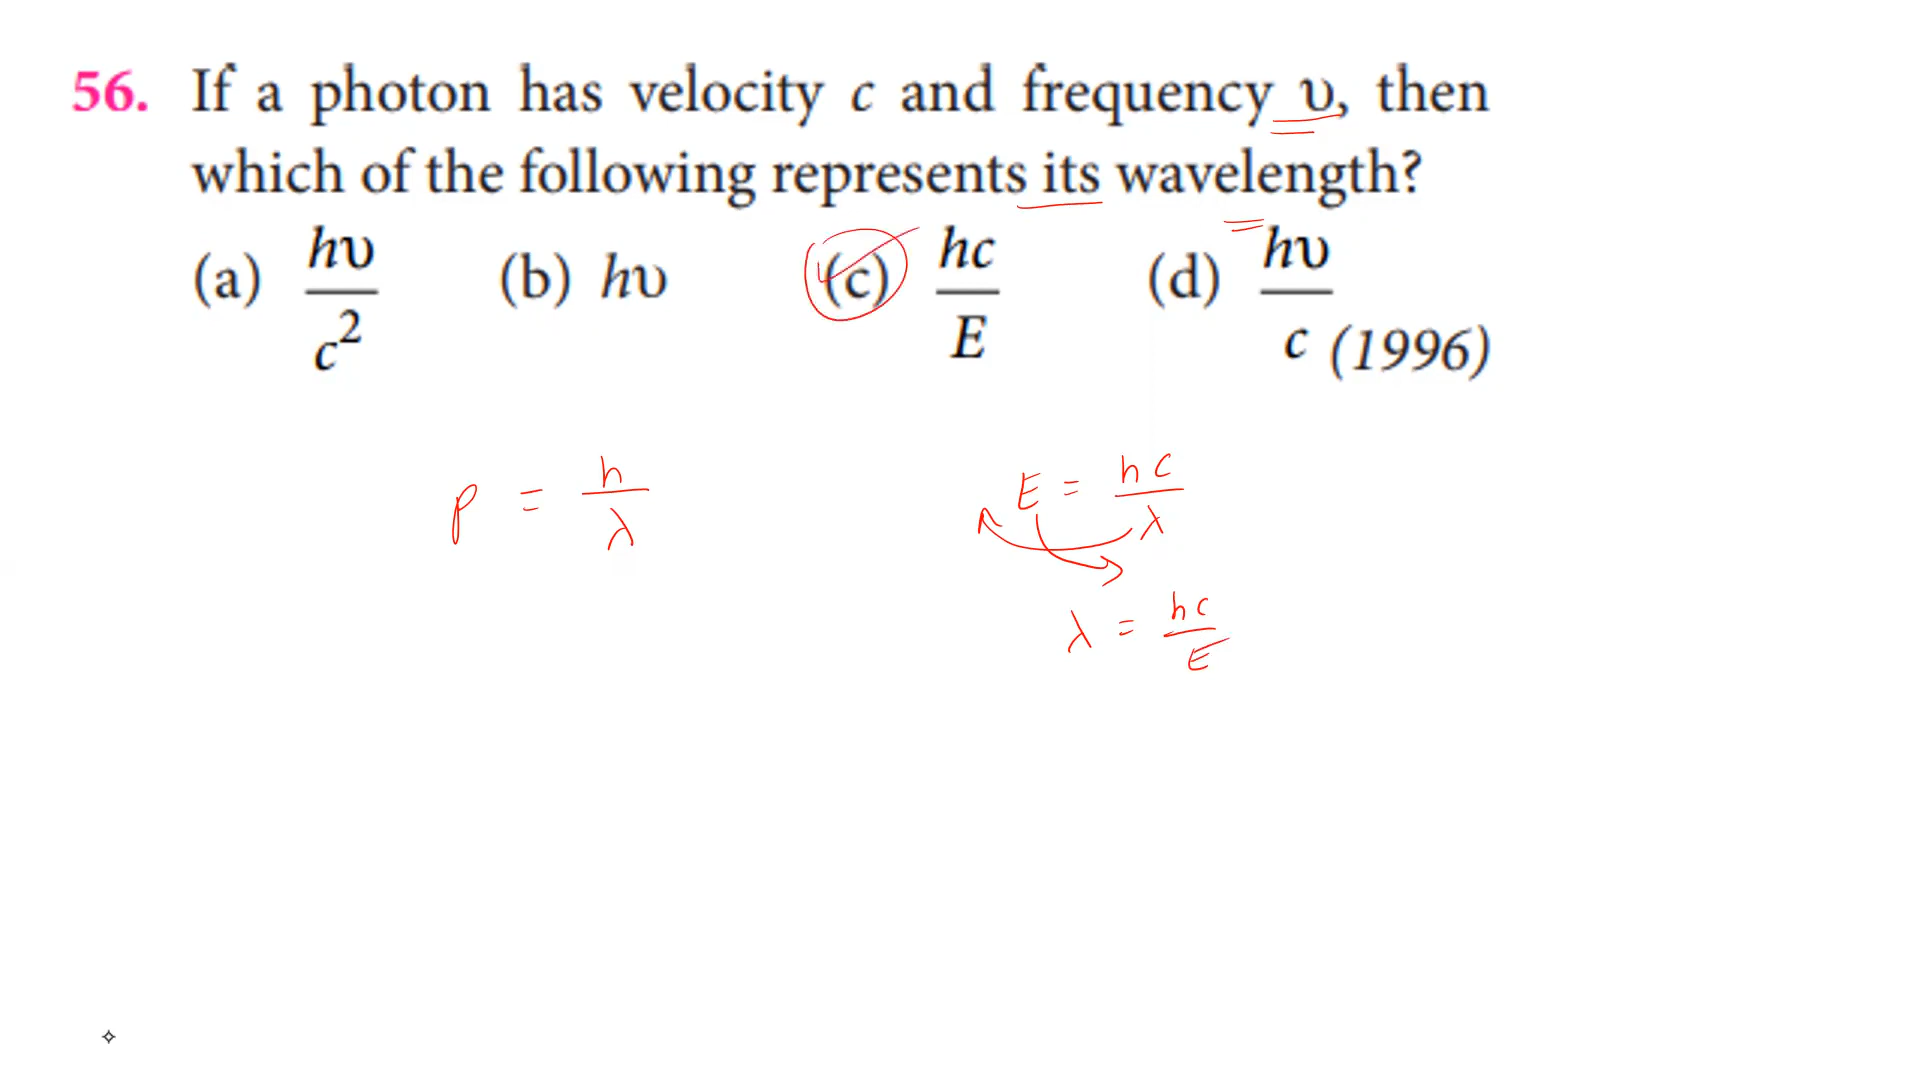 56. If a photon has velocity c and frequency υ, then
which of the following represents its wavelength?
(a) hυ/c² (b) hυ (c) hc/E (d) hυ/c (1996)
p = h/λ E = hc/λ
λ = hc/E